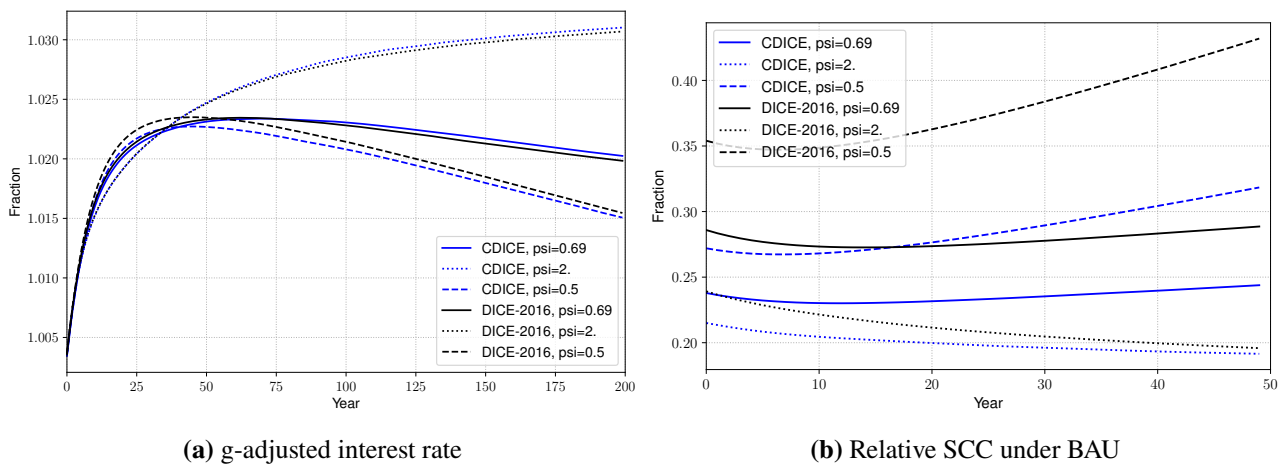 1.030
1.025
1.020
1.015
1.010
1.005
Fraction
CDICE, psi=0.69
CDICE, psi=2.
CDICE, psi=0.5
DICE-2016, psi=0.69
DICE-2016, psi=2.
DICE-2016, psi=0.5
0 25 50 75 100 125 150 175 200
Year
(a) g-adjusted interest rate
CDICE, psi=0.69
CDICE, psi=2.
CDICE, psi=0.5
DICE-2016, psi=0.69
DICE-2016, psi=2.
DICE-2016, psi=0.5
0.40
0.35
0.30
0.25
0.20
Fraction
0 10 20 30 40 50
Year
(b) Relative SCC under BAU